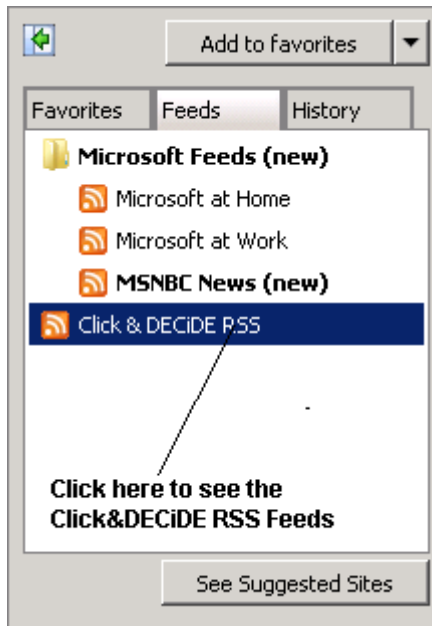 Add to favorites
Favorites Feeds History
Microsoft Feeds (new)
Microsoft at Home
Microsoft at Work
MSNBC News (new)
Click & DECiDE RSS
Click here to see the
Click&DECiDE RSS Feeds
See Suggested Sites